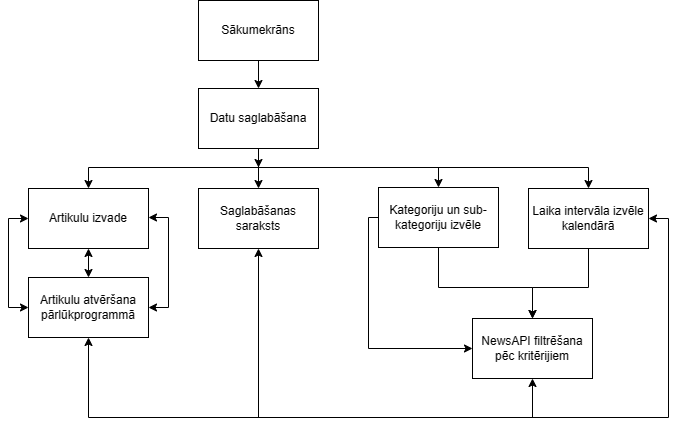 Sākumekrāns
Datu saglabāšana
Artikulu izvade
Saglabāšanas
saraksts
Kategoriju un sub-
kategoriju izvēle
Laika intervāla izvēle
kalendārā
Artikulu atvēršana
pārlūkprogrammā
NewsAPI filtrēšana
pēc kritērijiem